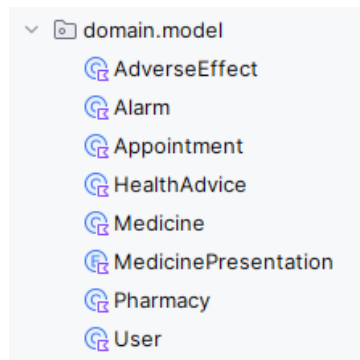 domain.model
AdverseEffect
Alarm
Appointment
HealthAdvice
Medicine
MedicinePresentation
Pharmacy
User